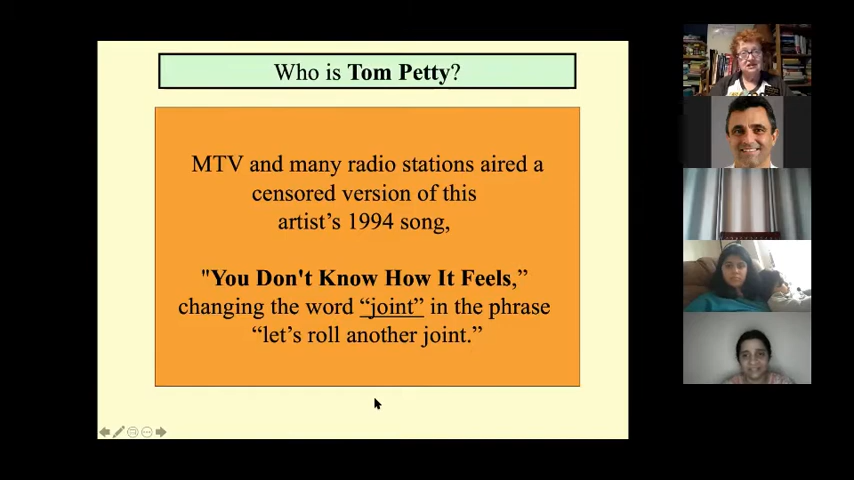 Who is Tom Petty?
MTV and many radio stations aired a
censored version of this
artist's 1994 song,
"You Don't Know How It Feels,”
changing the word “joint” in the phrase
“let's roll another joint.”